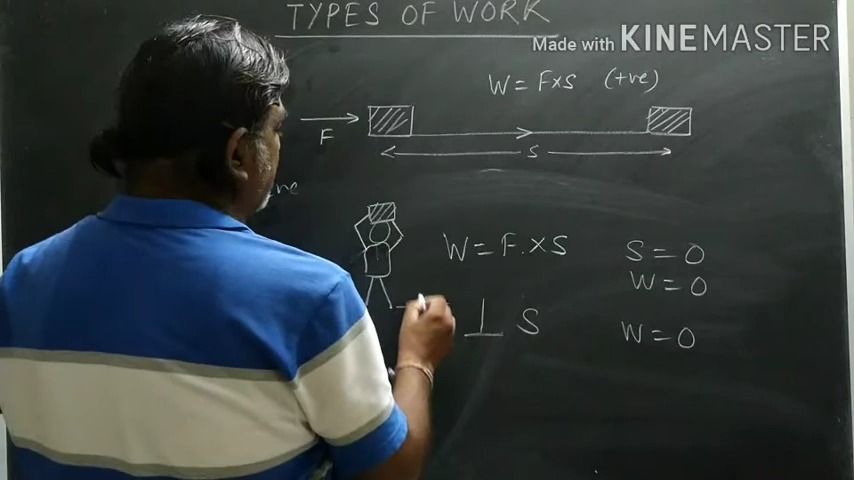 TYPES OF WORK
Made with KINEMASTER
W = F×S (+ve)
F
S
W = F.×S
S = 0
W = 0
⊥ S
W = 0